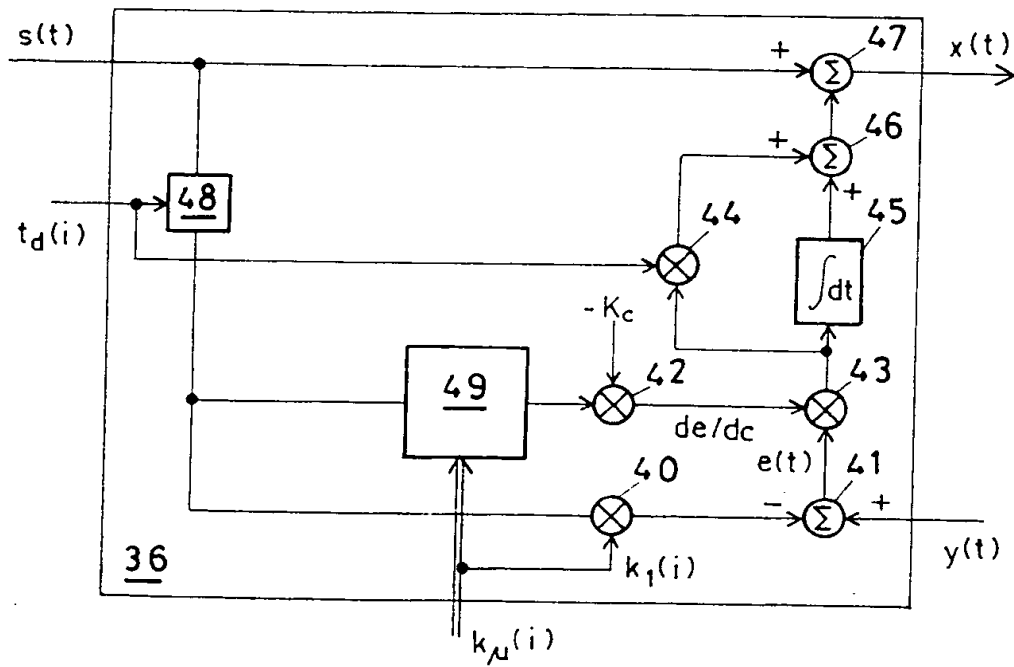 s(t)
47
x(t)
+
Σ
46
+
Σ
48
t_d(i)
44
+
45
∫dt
-K_c
49
42
43
de/dc
e(t)
40
41
-
Σ
+
y(t)
k_1(i)
36
k_μ(i)